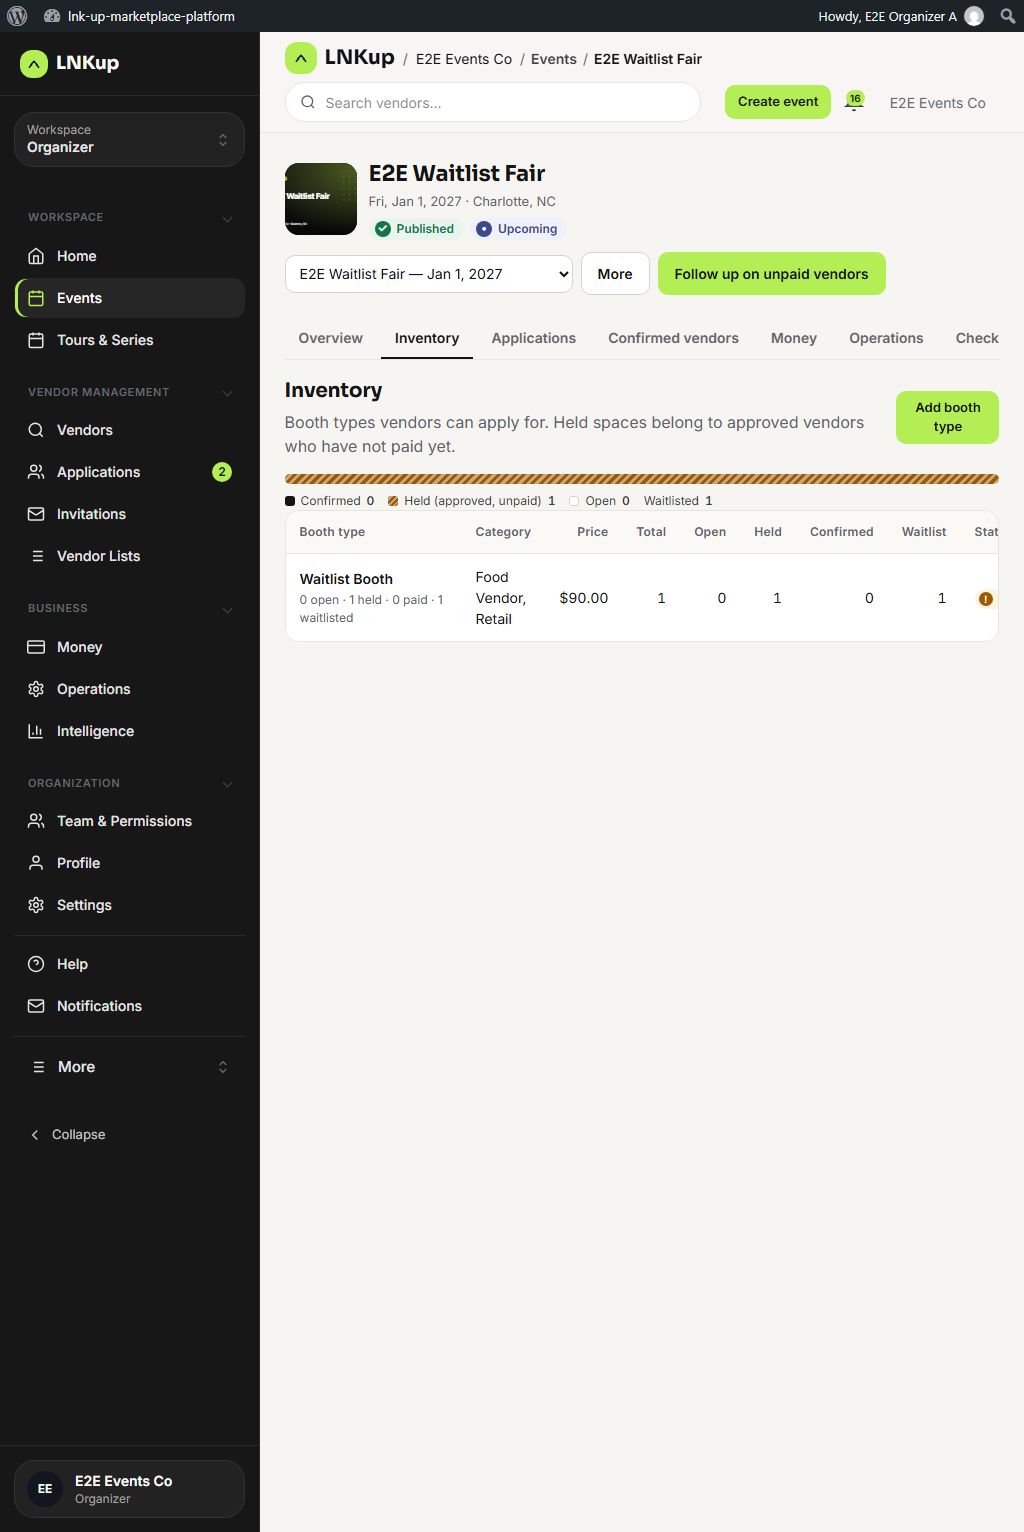 lnk-up-marketplace-platform
Howdy, E2E Organizer A
LNKup
Workspace
Organizer
WORKSPACE
Home
Events
Tours & Series
VENDOR MANAGEMENT
Vendors
Applications 2
Invitations
Vendor Lists
BUSINESS
Money
Operations
Intelligence
ORGANIZATION
Team & Permissions
Profile
Settings
Help
Notifications
More
Collapse
EE
E2E Events Co
Organizer
LNKup / E2E Events Co / Events / E2E Waitlist Fair
Search vendors...
Create event
16
E2E Events Co
Waitlist Fair
E2E Waitlist Fair
Fri, Jan 1, 2027 · Charlotte, NC
Published
Upcoming
E2E Waitlist Fair — Jan 1, 2027
More
Follow up on unpaid vendors
Overview Inventory Applications Confirmed vendors Money Operations Check
Inventory
Booth types vendors can apply for. Held spaces belong to approved vendors
who have not paid yet.
Add booth
type
Confirmed 0 Held (approved, unpaid) 1 Open 0 Waitlisted 1
Booth type Category Price Total Open Held Confirmed Waitlist Stat
Waitlist Booth
0 open · 1 held · 0 paid · 1
waitlisted
Food
Vendor,
Retail
$90.00 1 0 1 0 1